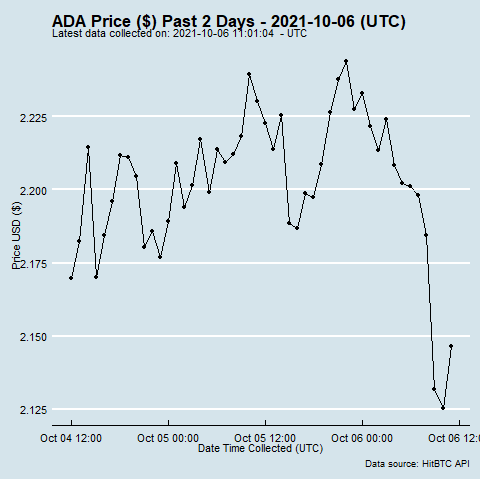 ADA Price ($) Past 2 Days - 2021-10-06 (UTC)
Latest data collected on: 2021-10-06 11:01:04 - UTC
Price USD ($)
2.225
2.200
2.175
2.150
2.125
Oct 04 12:00 Oct 05 00:00 Oct 05 12:00 Oct 06 00:00 Oct 06 12:
Date Time Collected (UTC)
Data source: HitBTC API